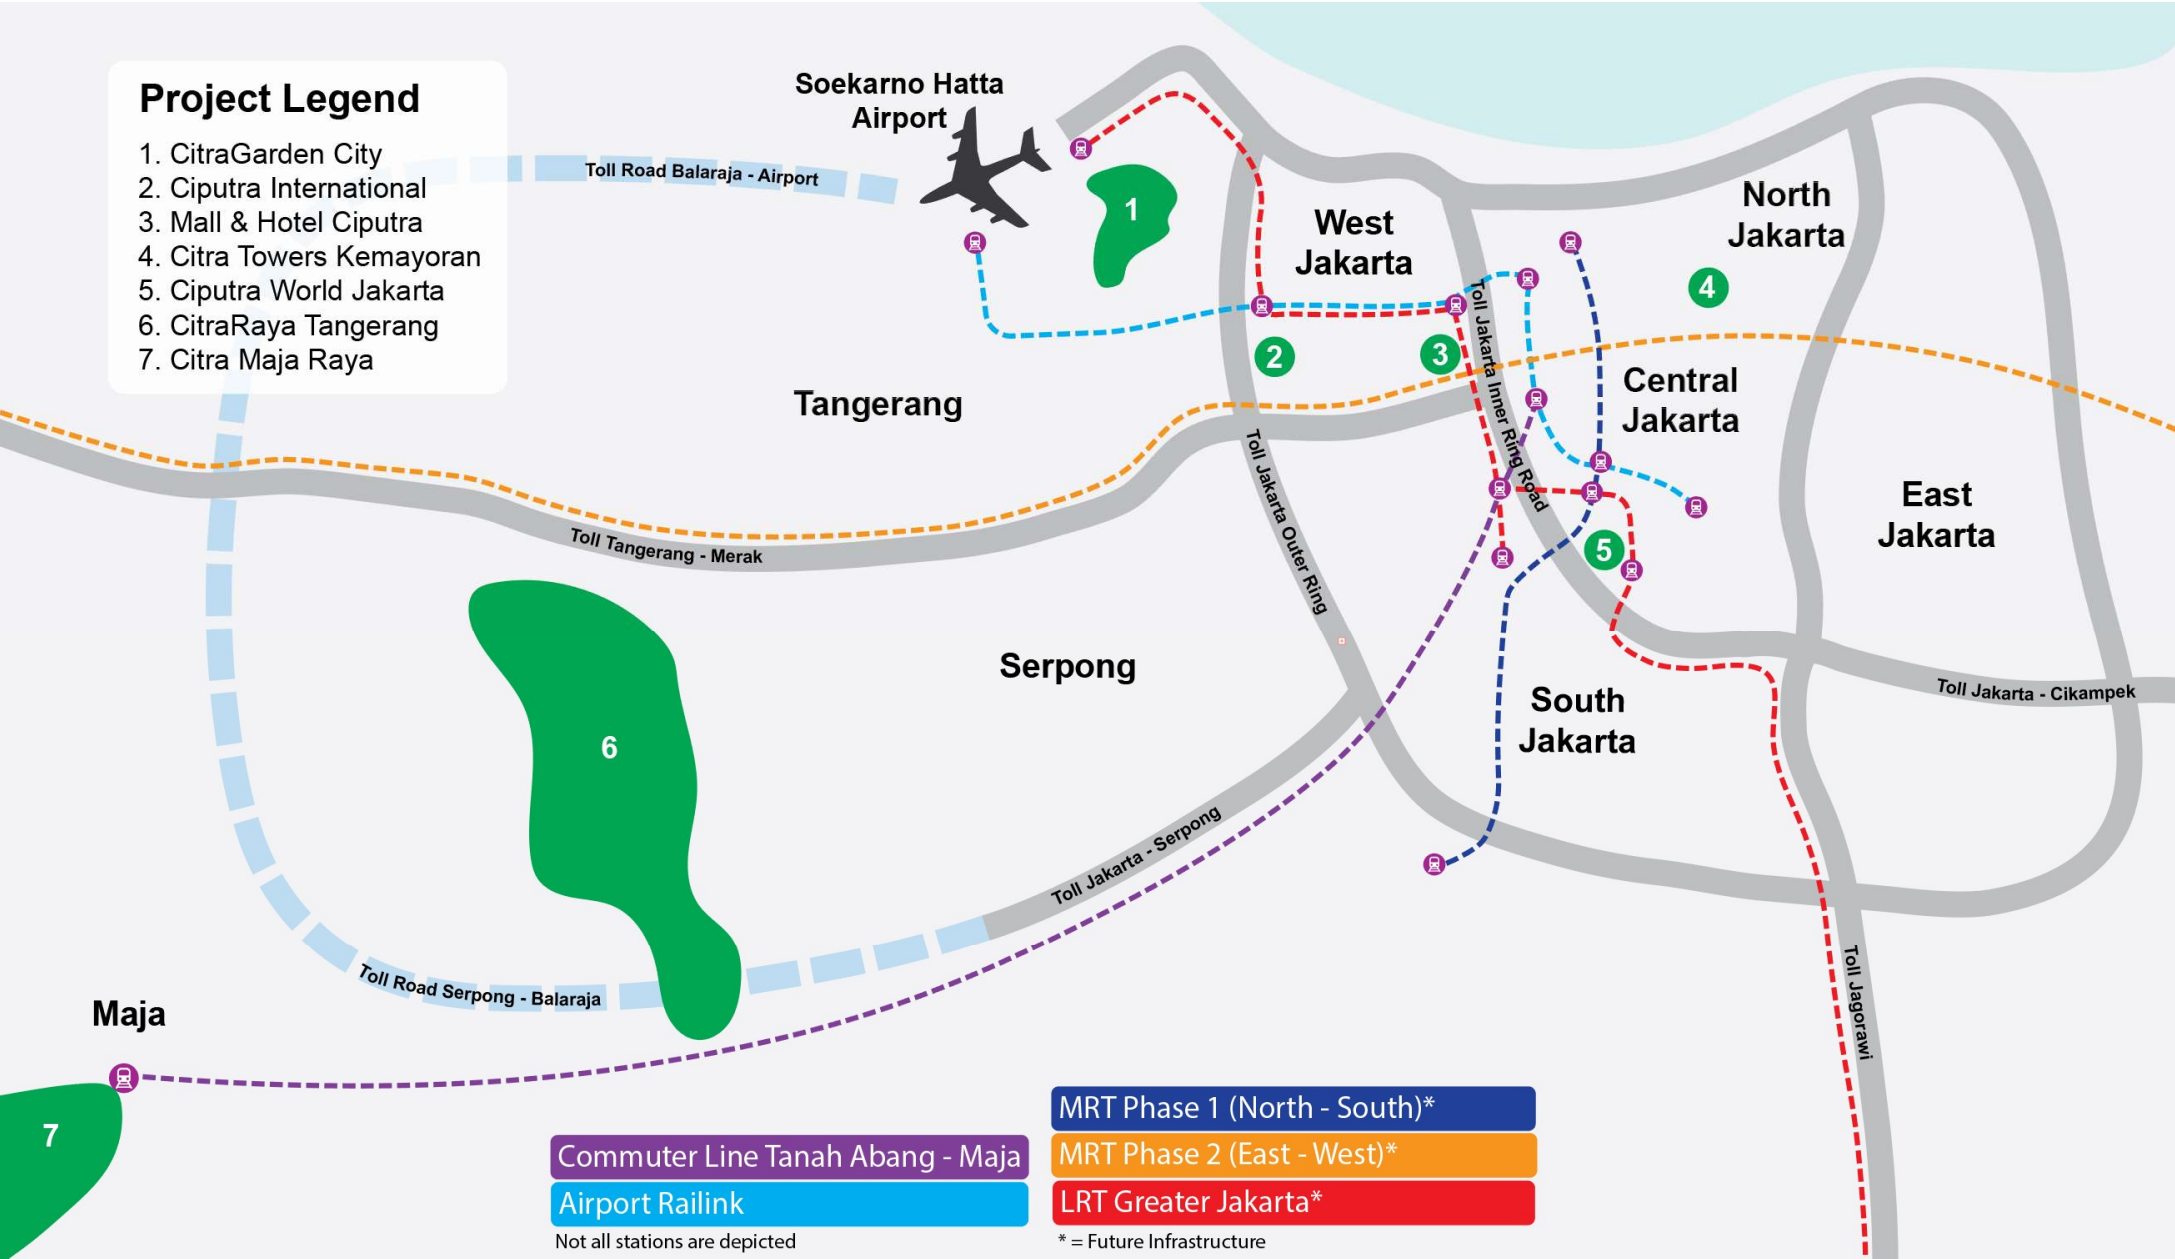 Project Legend
1. CitraGarden City
2. Ciputra International
3. Mall & Hotel Ciputra
4. Citra Towers Kemayoran
5. Ciputra World Jakarta
6. CitraRaya Tangerang
7. Citra Maja Raya
Soekarno Hatta
Airport
Toll Road Balaraja - Airport
1
West
Jakarta
North
Jakarta
4
2
3
Toll Jakarta Inner Ring Road
Central
Jakarta
Tangerang
Toll Jakarta Outer Ring
East
Jakarta
Toll Tangerang - Merak
5
Serpong
South
Jakarta
Toll Jakarta - Cikampek
6
Toll Jakarta - Serpong
Toll Road Serpong - Balaraja
Toll Jagorawi
Maja
7
Commuter Line Tanah Abang - Maja
Airport Railink
Not all stations are depicted
MRT Phase 1 (North - South)*
MRT Phase 2 (East - West)*
LRT Greater Jakarta*
* = Future Infrastructure